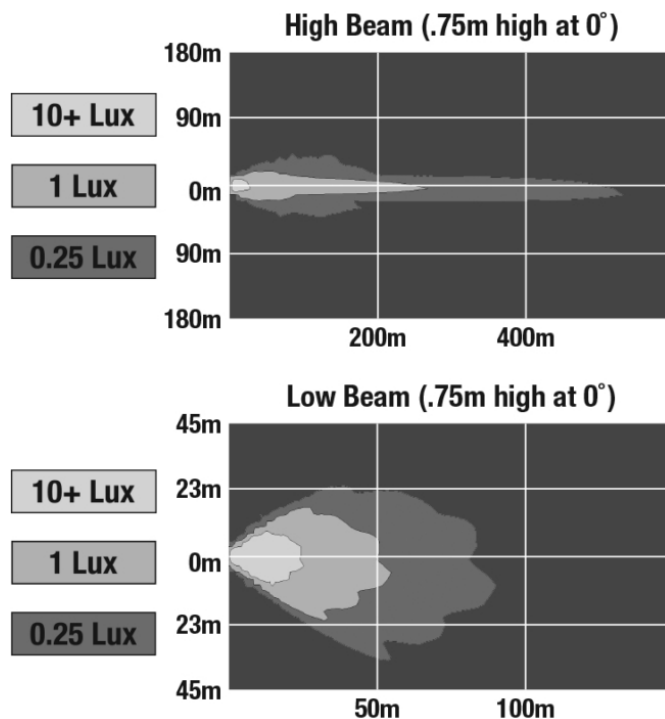 High Beam (.75m high at 0°)
180m
10+ Lux
90m
1 Lux
0m
0.25 Lux
90m
180m
200m 400m
Low Beam (.75m high at 0°)
45m
10+ Lux
23m
1 Lux
0m
0.25 Lux
23m
45m
50m 100m